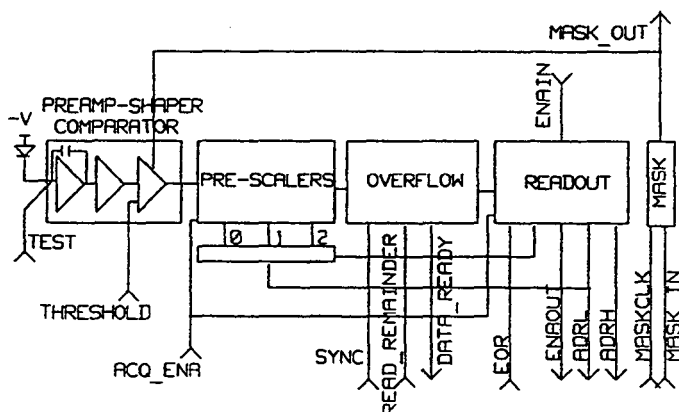 MASK_OUT
ENAIN
PREAMP-SHAPER
COMPARATOR
-V
PRE-SCALERS
OVERFLOW
READOUT
MASK
0 1 2
TEST
THRESHOLD
ACQ_ENA
SYNC
READ_REMAINDER
DATA_READY
EOR
ENAOUT
ADRL
ADRH
MASKCLK
MASK_IN